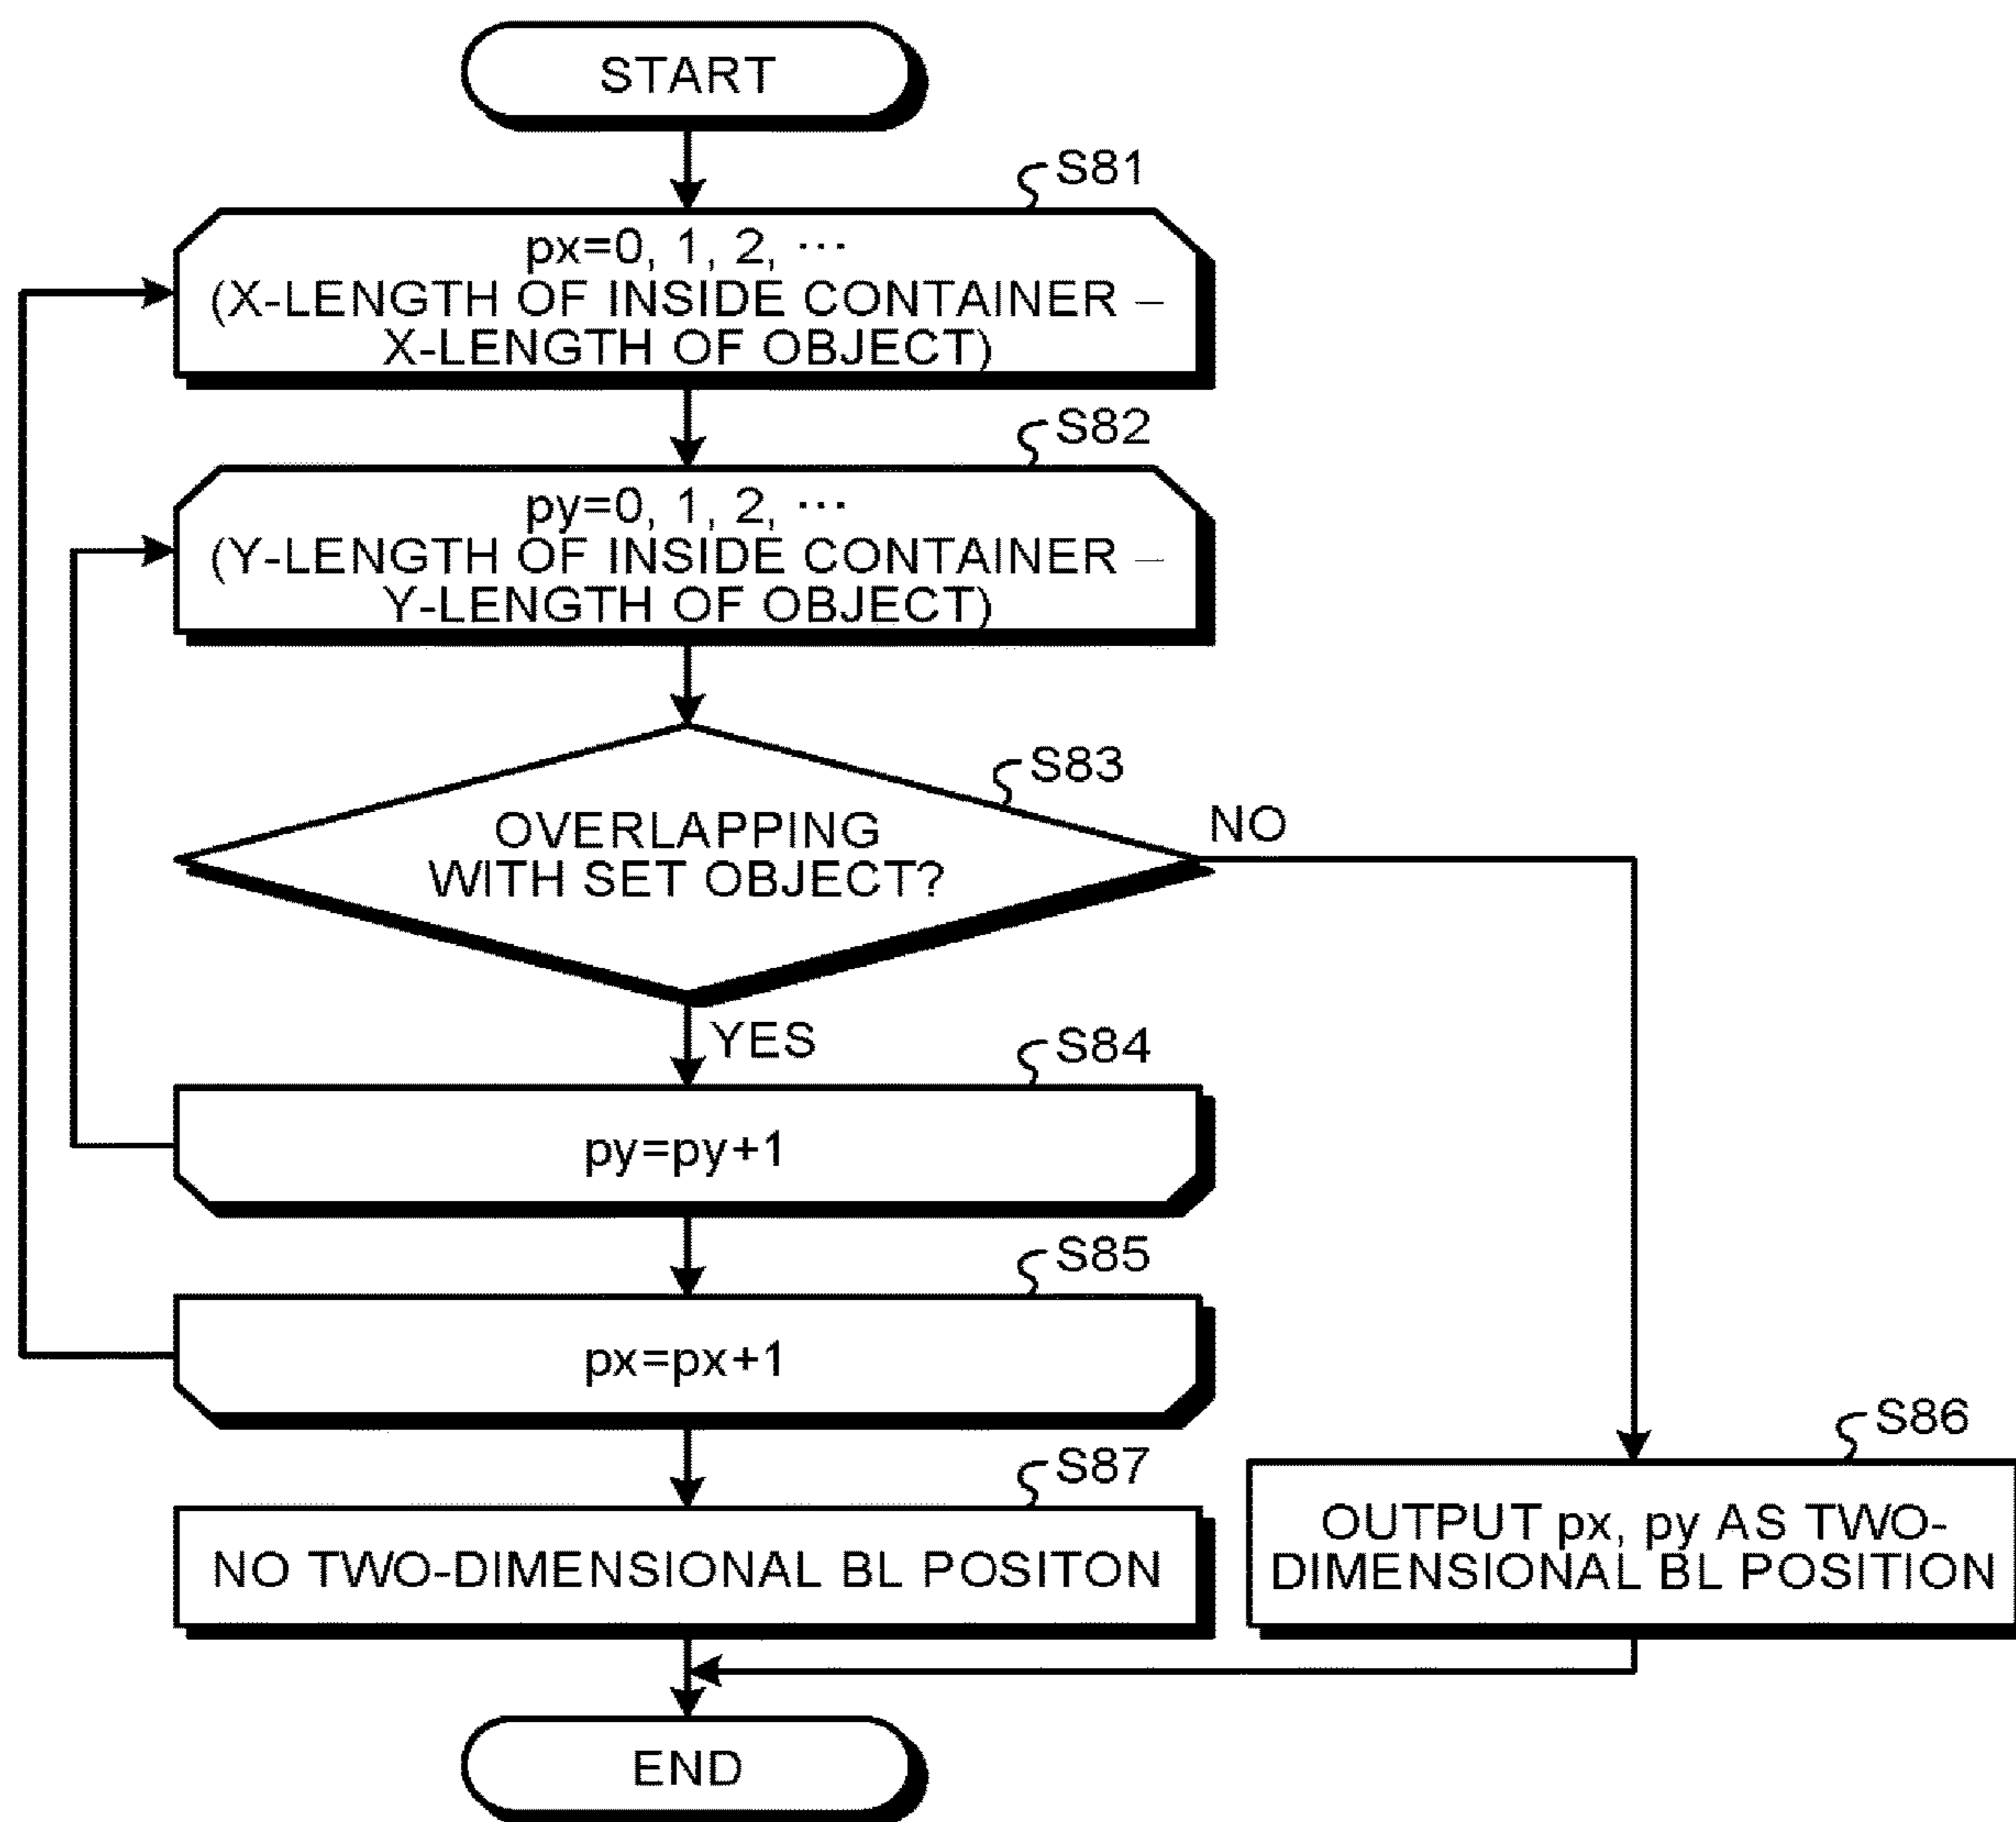 START
S81
px=0, 1, 2, ···
(X-LENGTH OF INSIDE CONTAINER –
X-LENGTH OF OBJECT)
S82
py=0, 1, 2, ···
(Y-LENGTH OF INSIDE CONTAINER –
Y-LENGTH OF OBJECT)
S83
OVERLAPPING
WITH SET OBJECT?
NO
YES
S84
py=py+1
S85
px=px+1
S86
OUTPUT px, py AS TWO-
DIMENSIONAL BL POSITION
S87
NO TWO-DIMENSIONAL BL POSITON
END